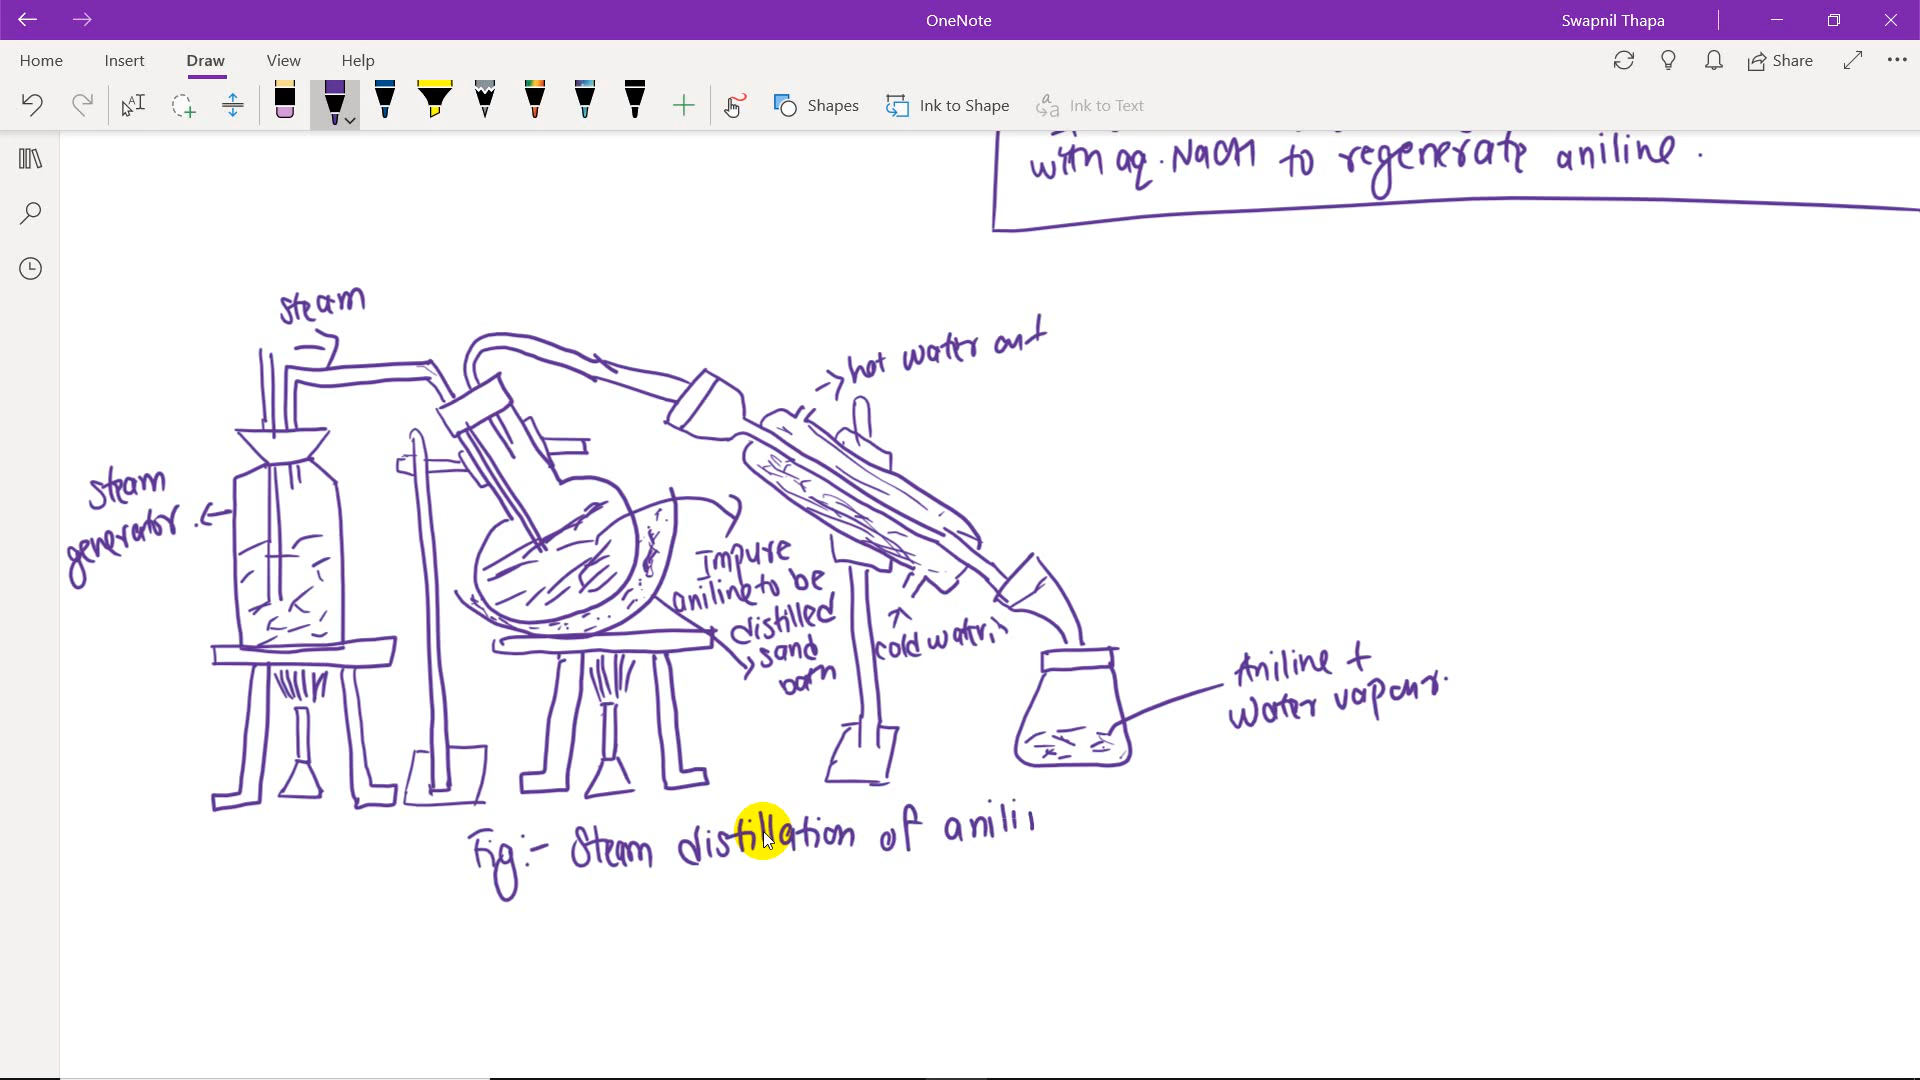 OneNote
Swapnil Thapa
Home Insert Draw View Help
Share
Shapes
Ink to Shape
Ink to Text
with aq. NaOH to regenerate aniline.
steam
→ hot water out
steam
generator.
Impure
aniline to be
distilled
sand
bath
cold water in
Aniline +
water vapour.
Fig:- Steam distillation of anili